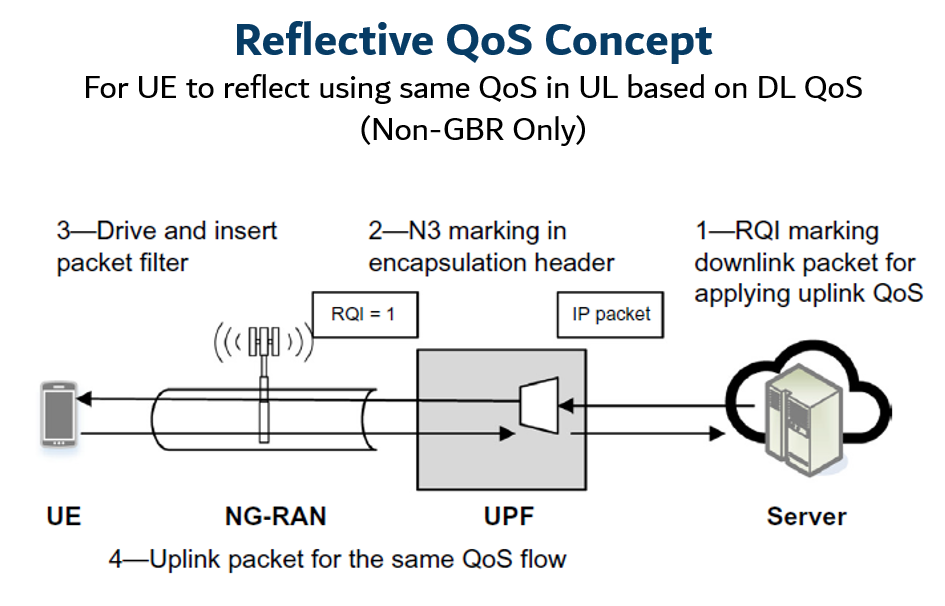 Reflective QoS Concept
For UE to reflect using same QoS in UL based on DL QoS
(Non-GBR Only)
3—Drive and insert
packet filter
2—N3 marking in
encapsulation header
1—RQI marking
downlink packet for
applying uplink QoS
RQI = 1
IP packet
UE
NG-RAN
UPF
Server
4—Uplink packet for the same QoS flow